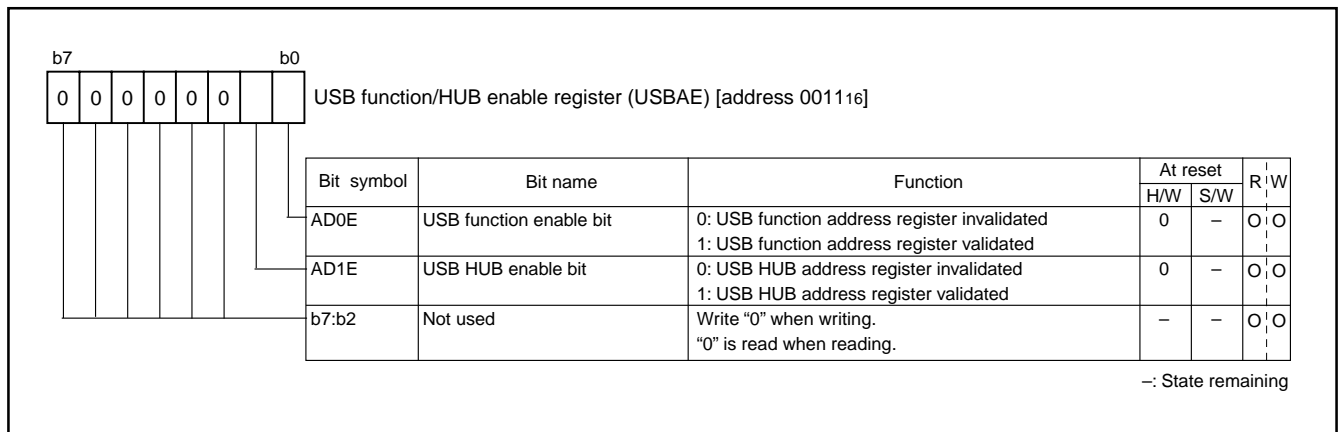 b7 b0
0 0 0 0 0 0 USB function/HUB enable register (USBAE) [address 001116]
Bit symbol Bit name Function At reset R W
H/W S/W
AD0E USB function enable bit 0: USB function address register invalidated 0 – O O
1: USB function address register validated
AD1E USB HUB enable bit 0: USB HUB address register invalidated 0 – O O
1: USB HUB address register validated
b7:b2 Not used Write “0” when writing. – – O O
“0” is read when reading.
–: State remaining